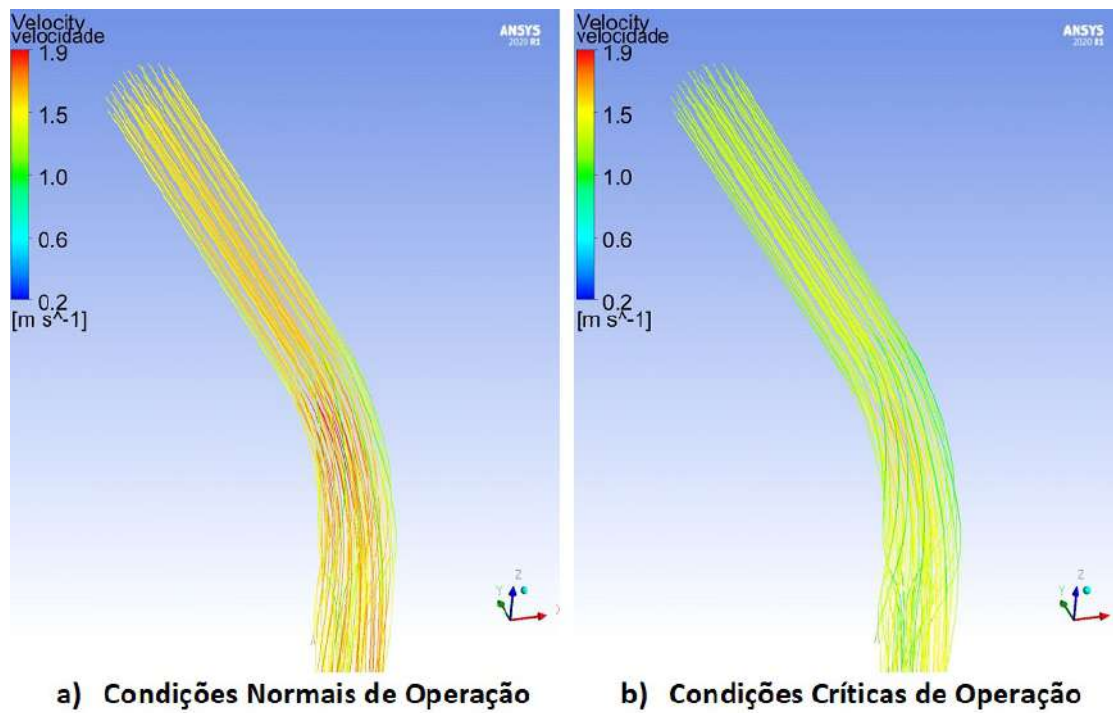 Velocity
velocidade
1.9
1.5
1.0
0.6
0.2
[m s^-1]
ANSYS
2020 R1
Z
Y
X
a) Condições Normais de Operação
Velocity
velocidade
1.9
1.5
1.0
0.6
0.2
[m s^-1]
ANSYS
2020 R1
Z
Y
b) Condições Críticas de Operação